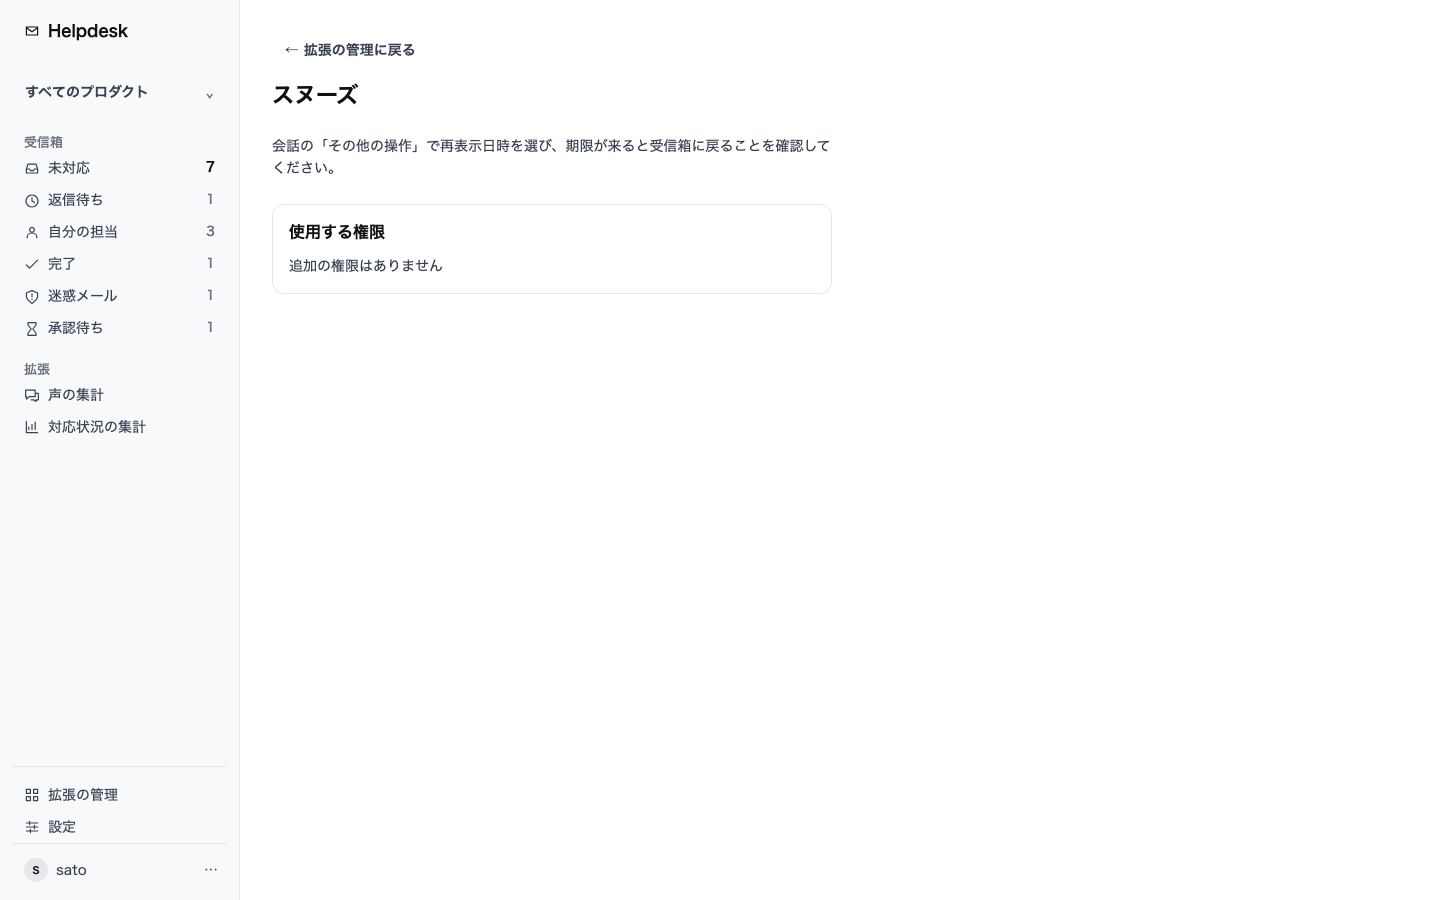 Helpdesk
すべてのプロダクト
受信箱
未対応 7
返信待ち 1
自分の担当 3
完了 1
迷惑メール 1
承認待ち 1
拡張
声の集計
対応状況の集計
拡張の管理
設定
S sato ...
← 拡張の管理に戻る
スヌーズ
会話の「その他の操作」で再表示日時を選び、期限が来ると受信箱に戻ることを確認して
ください。
使用する権限
追加の権限はありません